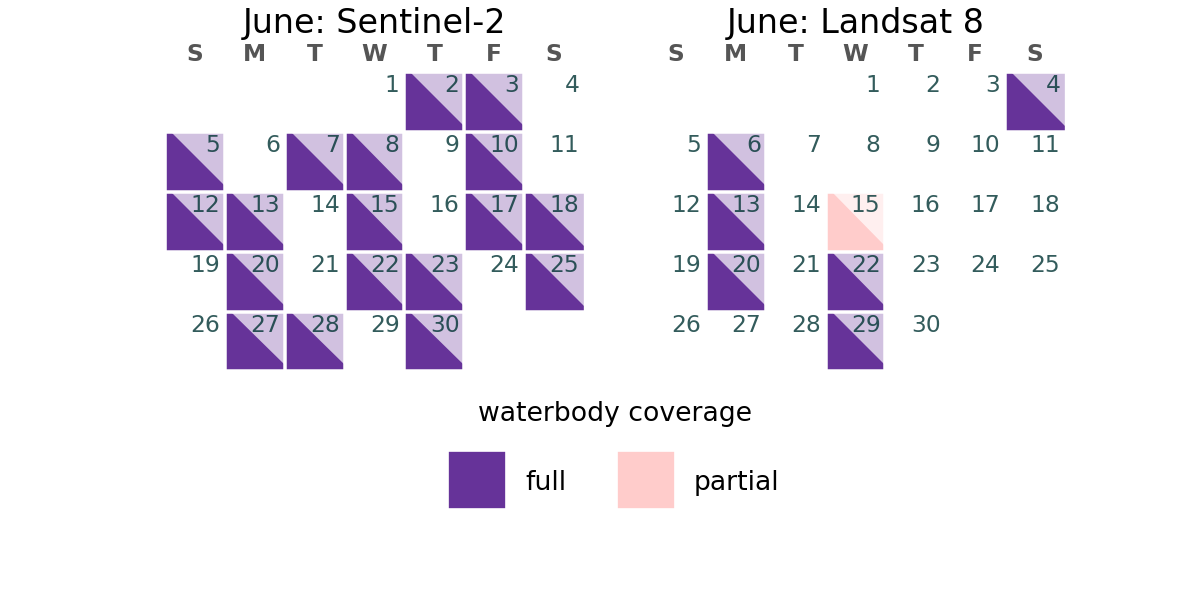 June: Sentinel-2
S M T W T F S
1 2 3 4
5 6 7 8 9 10 11
12 13 14 15 16 17 18
19 20 21 22 23 24 25
26 27 28 29 30
June: Landsat 8
S M T W T F S
1 2 3 4
5 6 7 8 9 10 11
12 13 14 15 16 17 18
19 20 21 22 23 24 25
26 27 28 29 30
waterbody coverage
full
partial